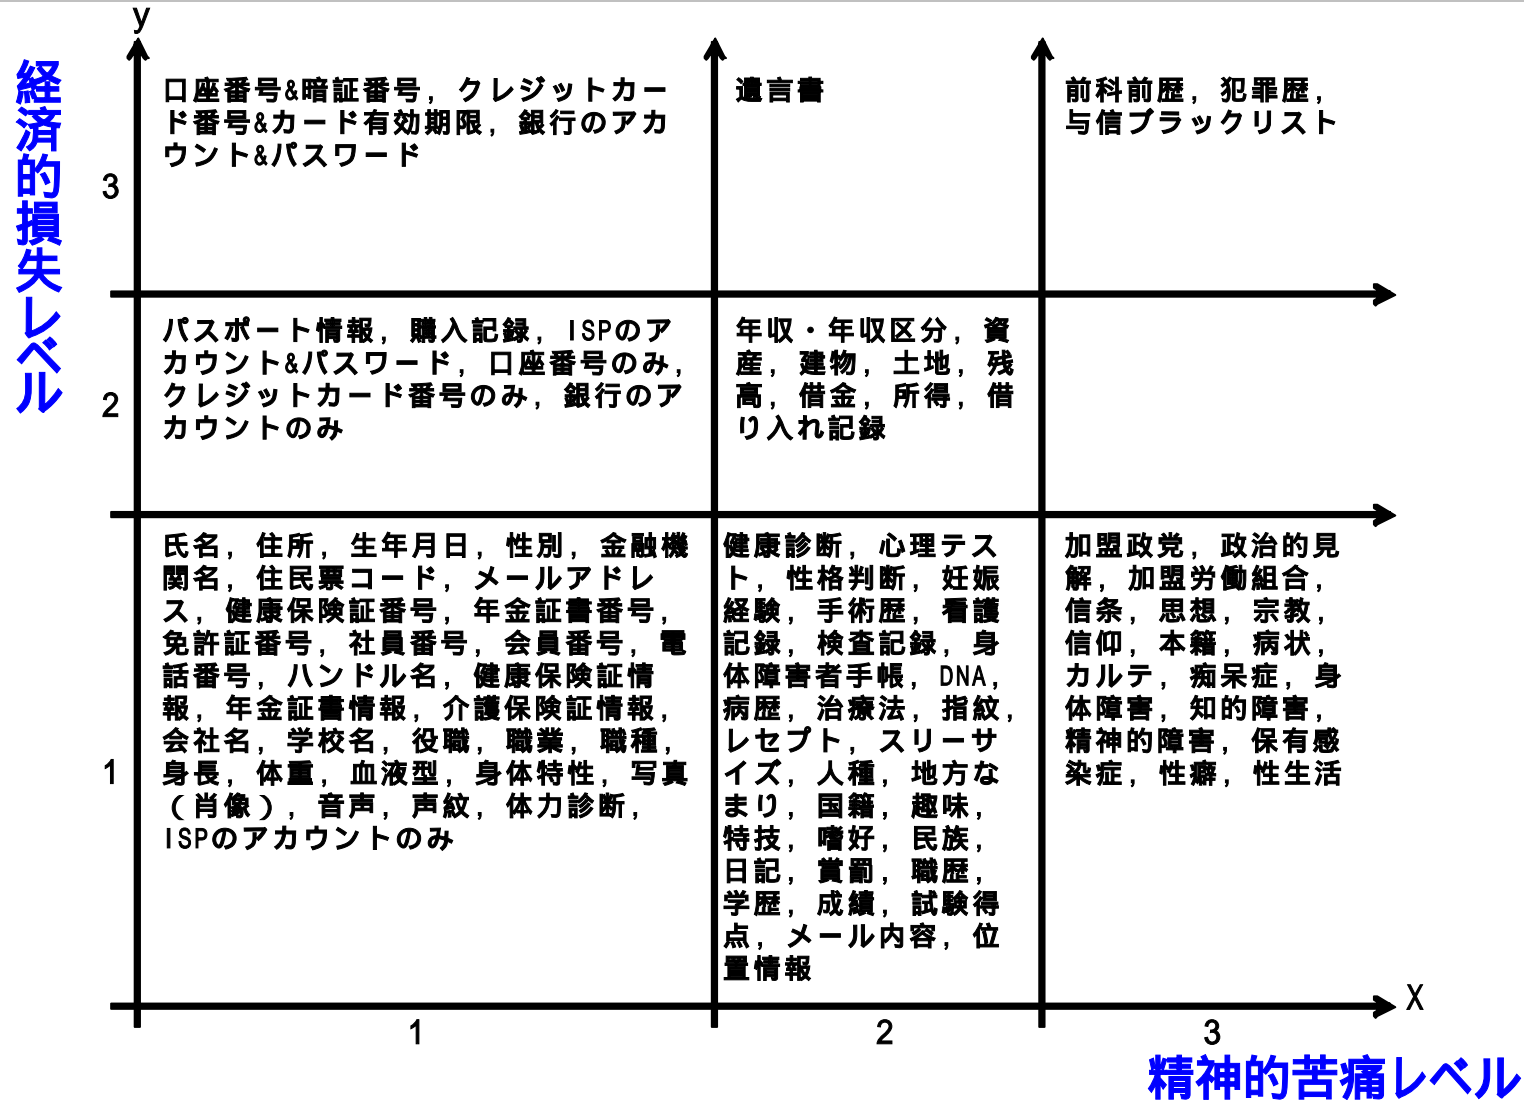 y
経済的損失レベル
3
口座番号&暗証番号, クレジットカー
ド番号&カード有効期限, 銀行のアカ
ウント&パスワード
遺言書
前科前歴, 犯罪歴,
与信ブラックリスト
2
パスポート情報, 購入記録, ISPのア
カウント&パスワード, 口座番号のみ,
クレジットカード番号のみ, 銀行のア
カウントのみ
年収・年収区分, 資
産, 建物, 土地, 残
高, 借金, 所得, 借
り入れ記録
1
氏名, 住所, 生年月日, 性別, 金融機
関名, 住民票コード, メールアドレ
ス, 健康保険証番号, 年金証書番号,
免許証番号, 社員番号, 会員番号, 電
話番号, ハンドル名, 健康保険証情
報, 年金証書情報, 介護保険証情報,
会社名, 学校名, 役職, 職業, 職種,
身長, 体重, 血液型, 身体特性, 写真
(肖像), 音声, 声紋, 体力診断,
ISPのアカウントのみ
健康診断, 心理テス
ト, 性格判断, 妊娠
経験, 手術歴, 看護
記録, 検査記録, 身
体障害者手帳, DNA,
病歴, 治療法, 指紋,
レセプト, スリーサ
イズ, 人種, 地方な
まり, 国籍, 趣味,
特技, 嗜好, 民族,
日記, 賞罰, 職歴,
学歴, 成績, 試験得
点, メール内容, 位
置情報
加盟政党, 政治的見
解, 加盟労働組合,
信条, 思想, 宗教,
信仰, 本籍, 病状,
カルテ, 痴呆症, 身
体障害, 知的障害,
精神的障害, 保有感
染症, 性癖, 性生活
X
1
2
3
精神的苦痛レベル